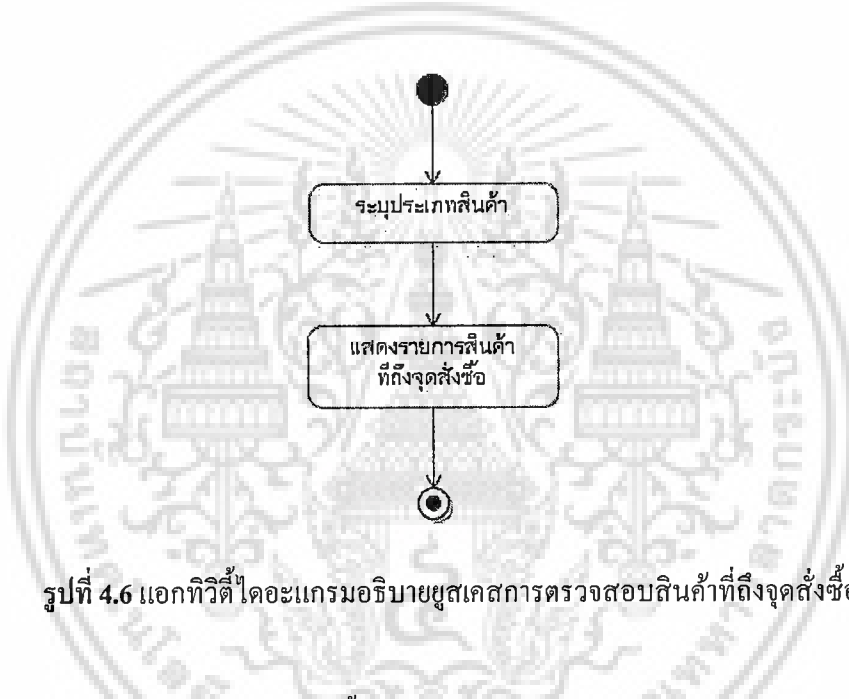 ระบุประเภทสินค้า
แสดงรายการสินค้า
ที่ถึงจุดสั่งซื้อ
รูปที่ 4.6 แอกทิวิตี้ไดอะแกรมอธิบายยูสเคสการตรวจสอบสินค้าที่ถึงจุดสั่งซื้อ